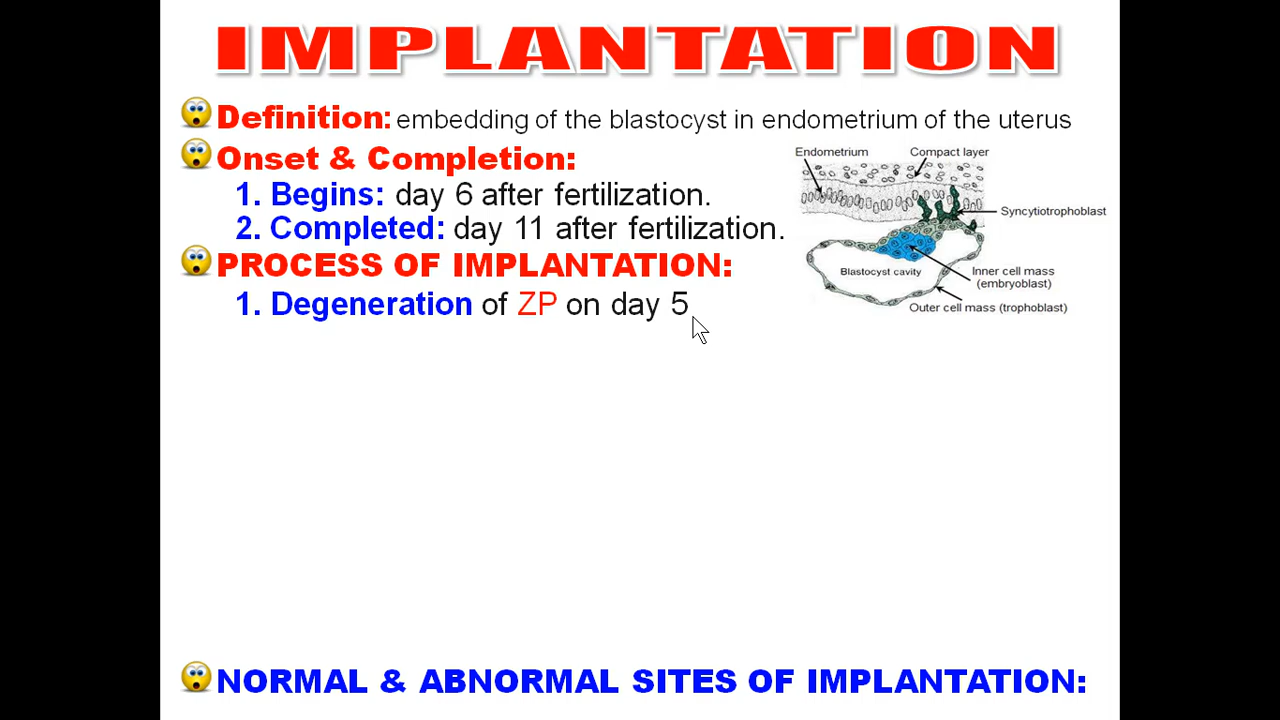 IMPLANTATION
Definition: embedding of the blastocyst in endometrium of the uterus
Onset & Completion:
1. Begins: day 6 after fertilization.
2. Completed: day 11 after fertilization.
PROCESS OF IMPLANTATION:
1. Degeneration of ZP on day 5
Endometrium
Compact layer
Syncytiotrophoblast
Blastocyst cavity
Inner cell mass
(embryoblast)
Outer cell mass (trophoblast)
NORMAL & ABNORMAL SITES OF IMPLANTATION: